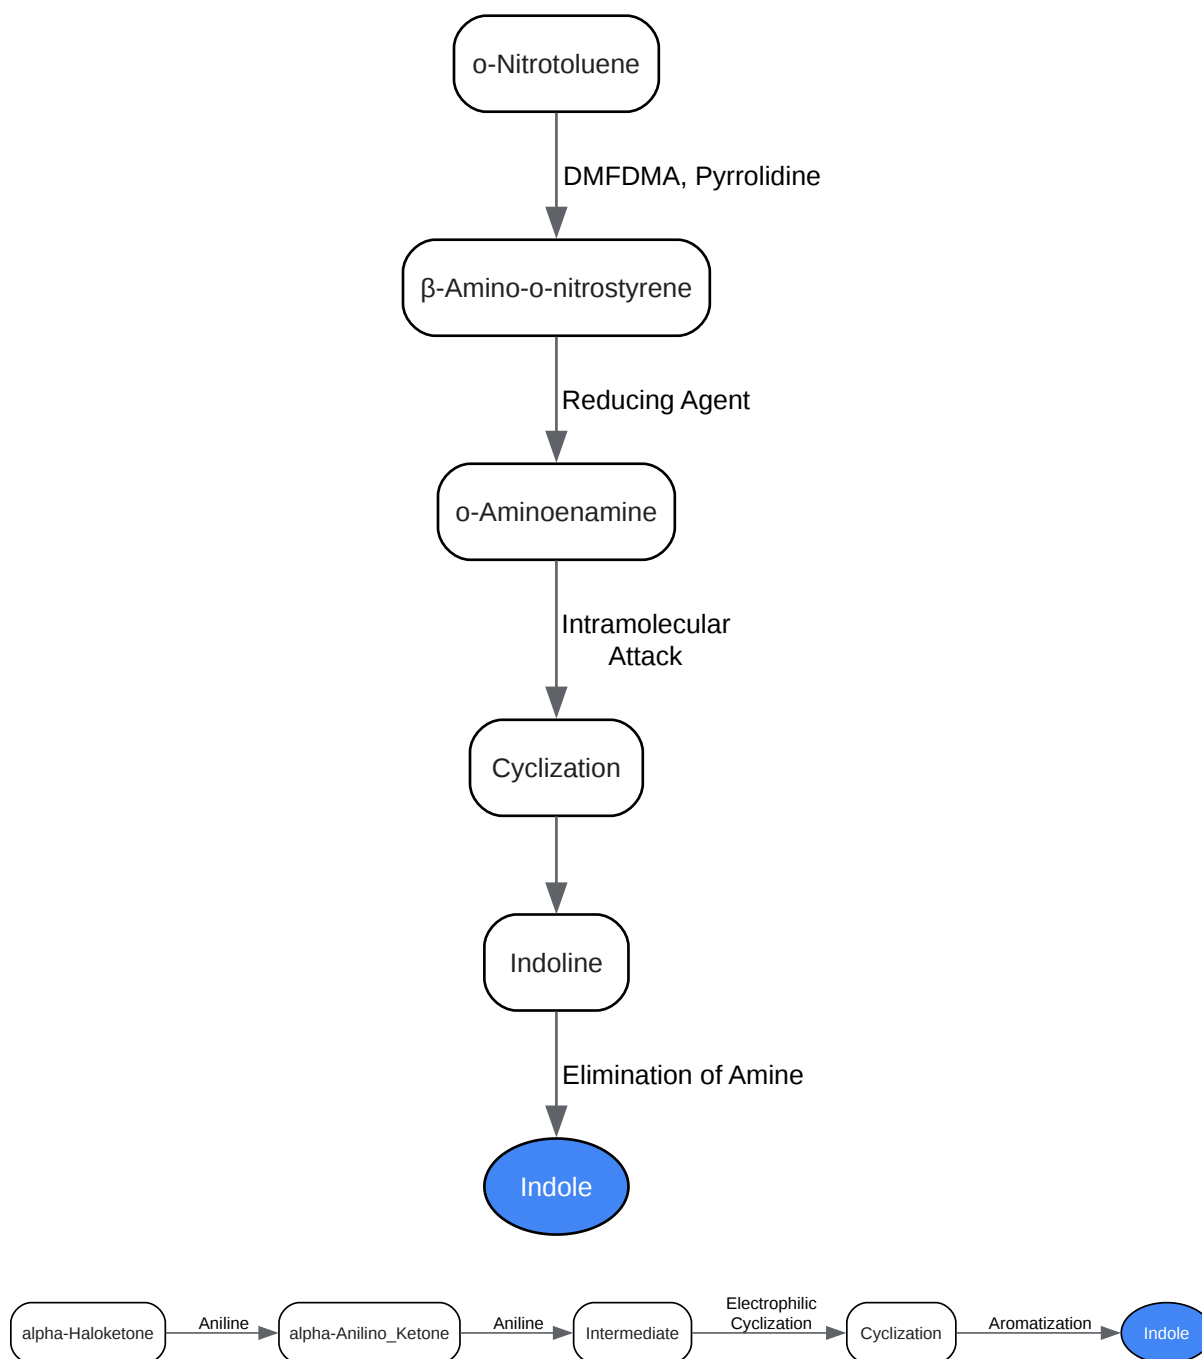 o-Nitrotoluene
DMFDMA, Pyrrolidine
β-Amino-o-nitrostyrene
Reducing Agent
o-Aminoenamine
Intramolecular
Attack
Cyclization
Indoline
Elimination of Amine
Indole
alpha-Haloketone
Aniline
alpha-Anilino_Ketone
Aniline
Intermediate
Electrophilic
Cyclization
Cyclization
Aromatization
Indole